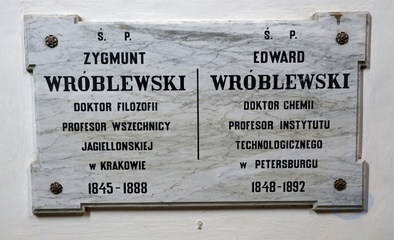 Ś. P.
ZYGMUNT
WRÓBLEWSKI
DOKTOR FILOZOFII
PROFESOR WSZECHNICY
JAGIELLONSKIEJ
w KRAKOWIE
1845-1888
Ś. P.
EDWARD
WRÓBLEWSKI
DOKTOR CHEMII
PROFESOR INSTYTUTU
TECHNOLOGICZNEGO
w PETERSBURGU
1848-1892